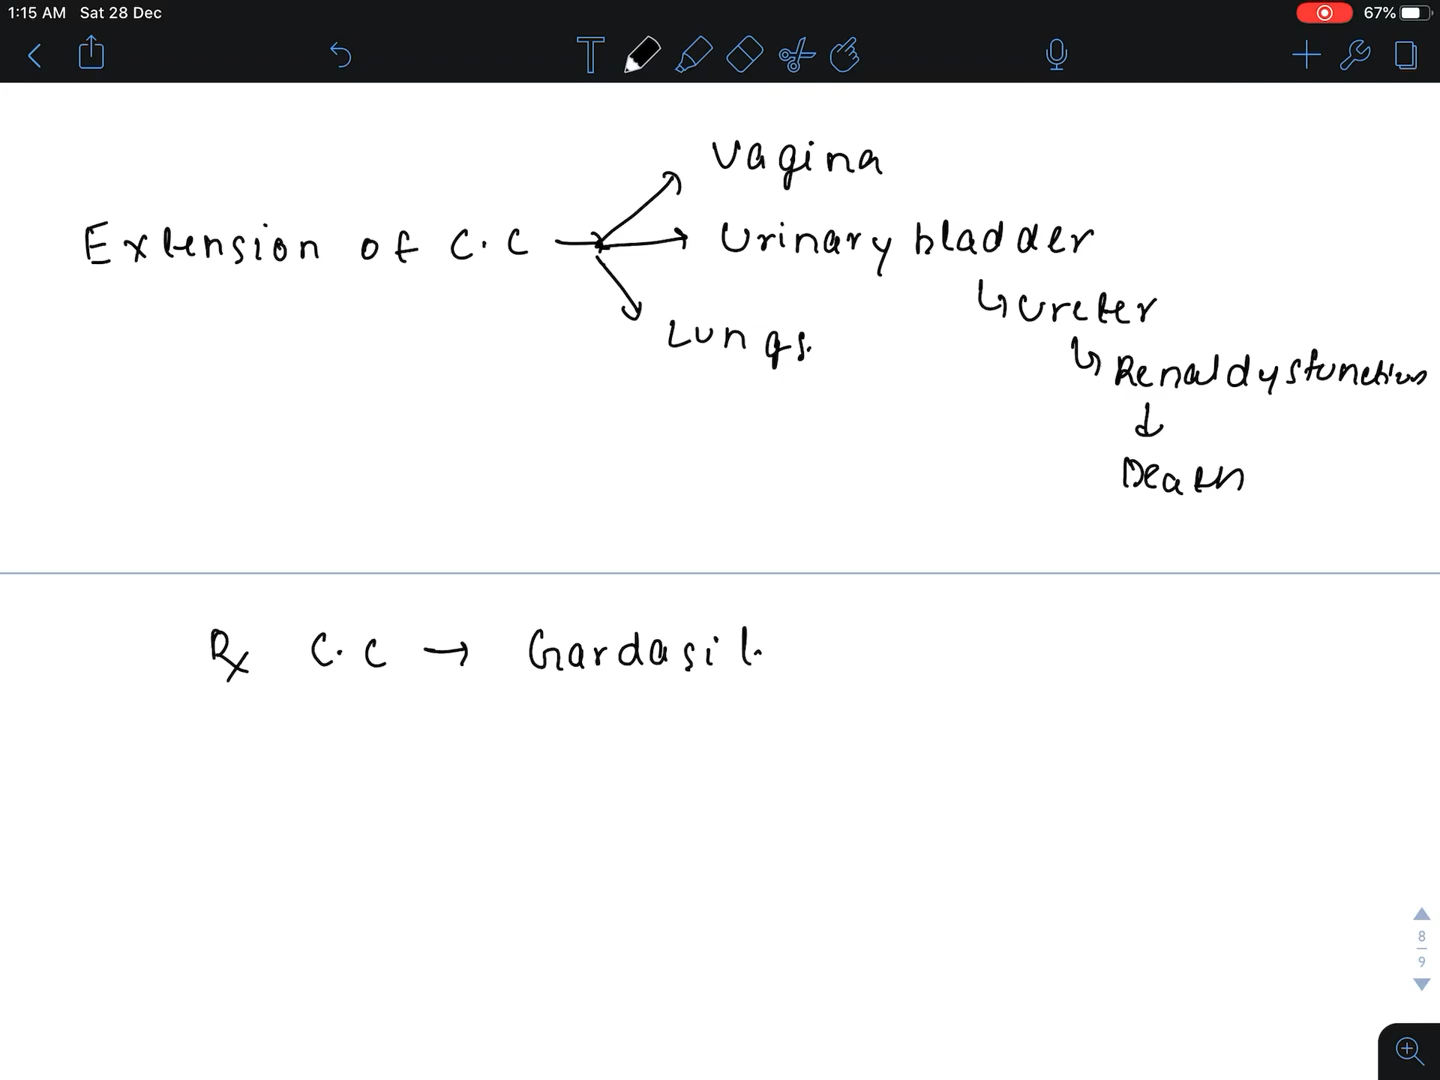 1:15 AM Sat 28 Dec 67%
T
Vagina
Extension of C.C → Urinary bladder
↳ Ureter
Lungs.
↳ Renal dysfunction
↓
Death
Rx C.C → Gardasil.
8
9